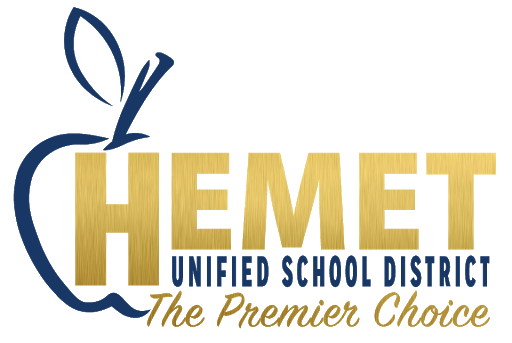 HEMET
UNIFIED SCHOOL DISTRICT
The Premier Choice